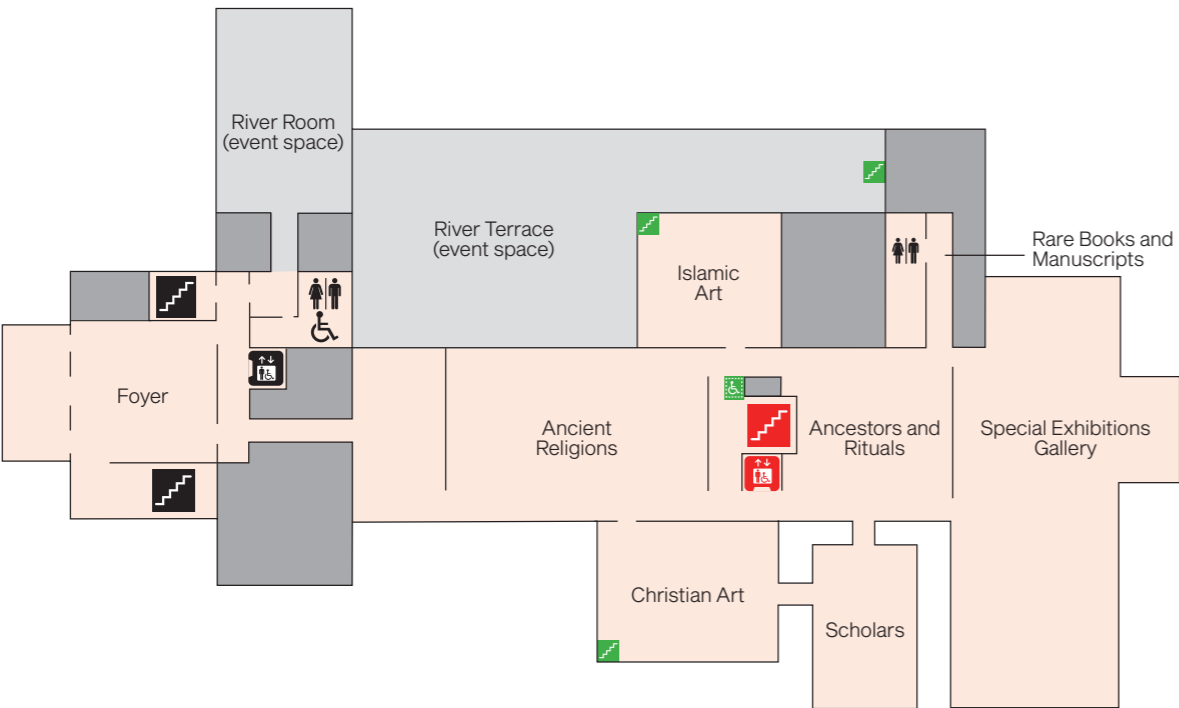 River Room
(event space)
River Terrace
(event space)
Rare Books and
Manuscripts
Islamic
Art
Foyer
Ancient
Religions
Ancestors and
Rituals
Special Exhibitions
Gallery
Christian Art
Scholars